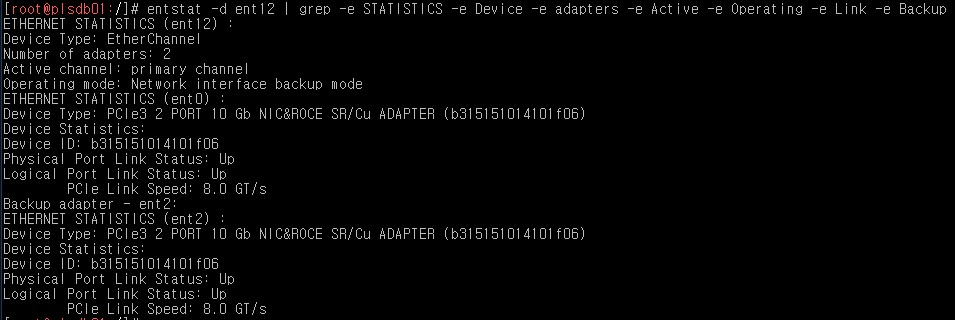 [root@plsdb01:/]# entstat -d ent12 | grep -e STATISTICS -e Device -e adapters -e Active -e Operating -e Link -e Backup
ETHERNET STATISTICS (ent12) :
Device Type: EtherChannel
Number of adapters: 2
Active channel: primary channel
Operating mode: Network interface backup mode
ETHERNET STATISTICS (ent0) :
Device Type: PCIe3 2 PORT 10 Gb NIC&ROCE SR/Cu ADAPTER (b315151014101f06)
Device Statistics:
Device ID: b315151014101f06
Physical Port Link Status: Up
Logical Port Link Status: Up
PCIe Link Speed: 8.0 GT/s
Backup adapter - ent2:
ETHERNET STATISTICS (ent2) :
Device Type: PCIe3 2 PORT 10 Gb NIC&ROCE SR/Cu ADAPTER (b315151014101f06)
Device Statistics:
Device ID: b315151014101f06
Physical Port Link Status: Up
Logical Port Link Status: Up
PCIe Link Speed: 8.0 GT/s